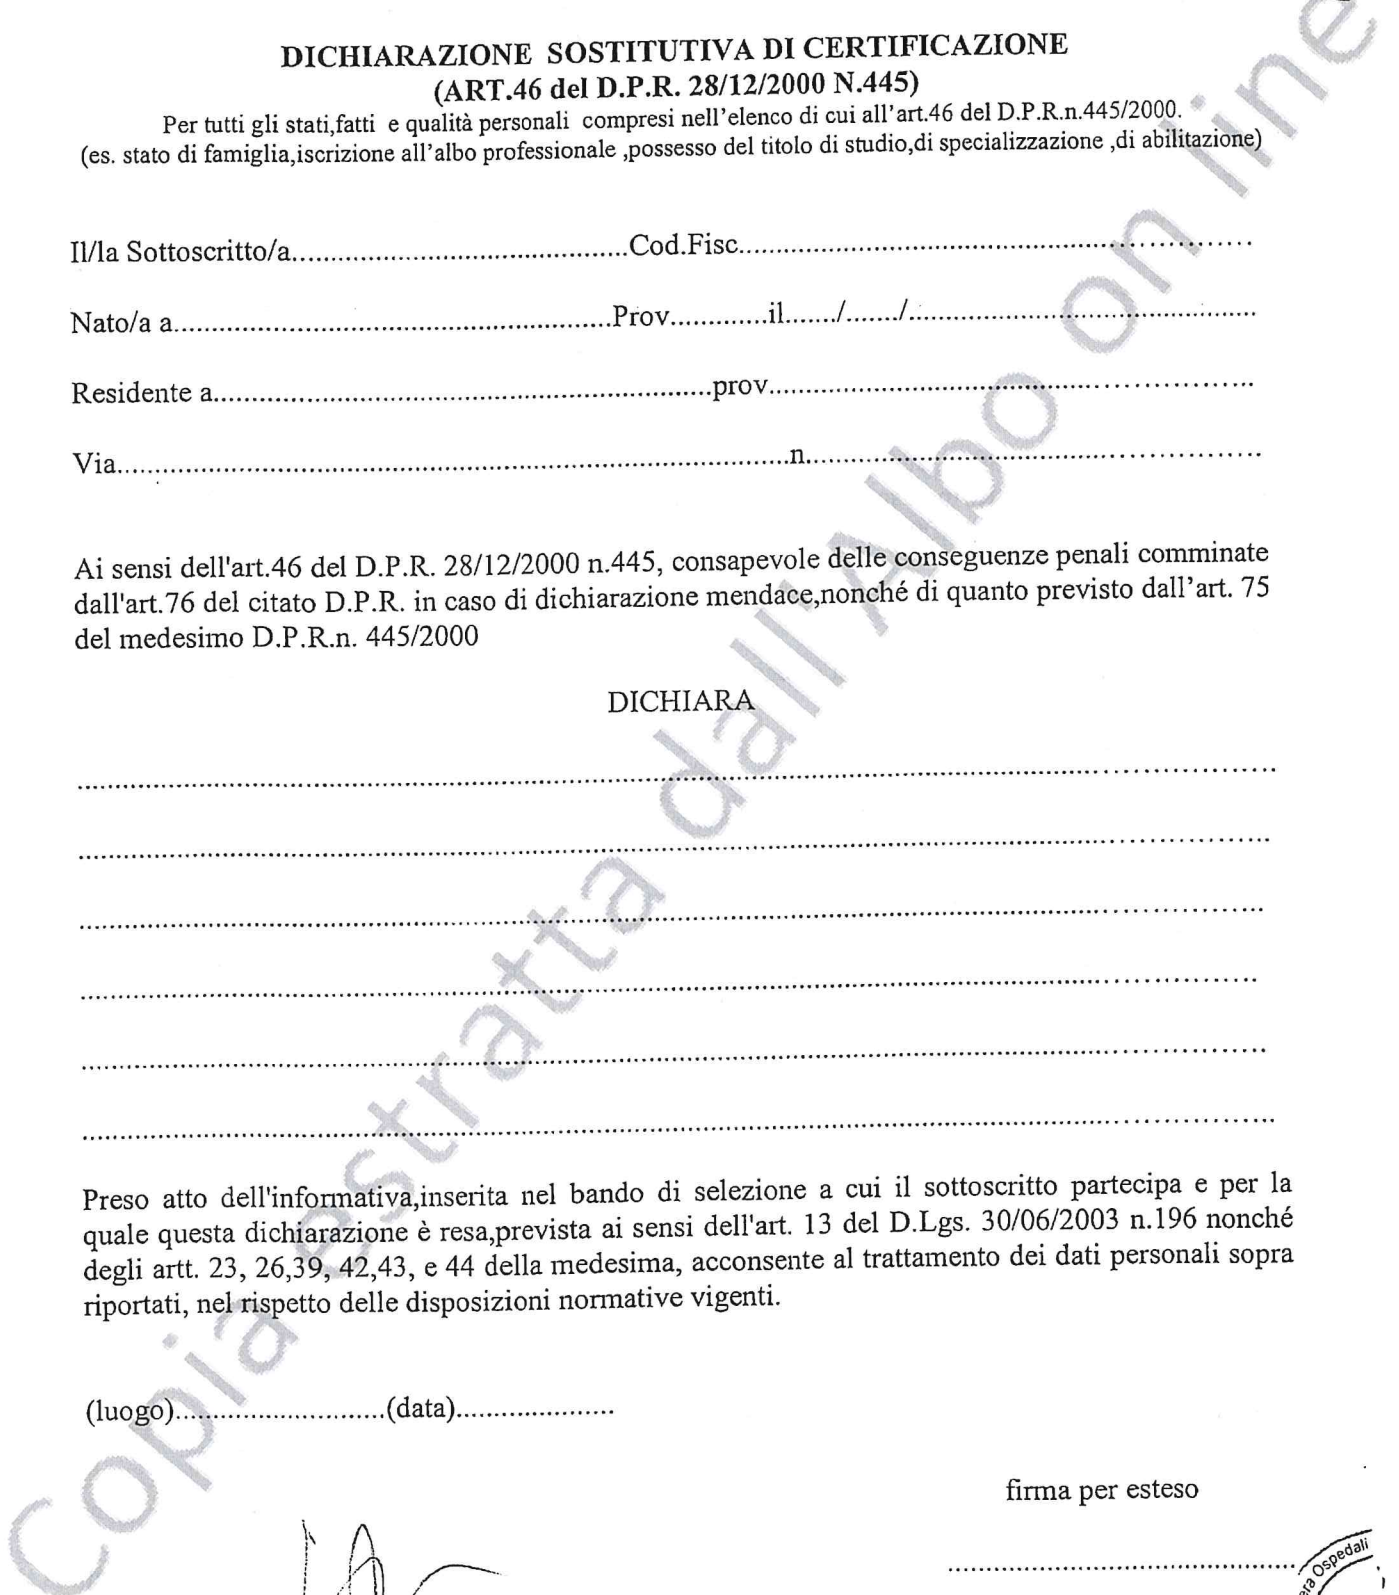 DICHIARAZIONE SOSTITUTIVA DI CERTIFICAZIONE
(ART.46 del D.P.R. 28/12/2000 N.445)
Per tutti gli stati,fatti e qualità personali compresi nell'elenco di cui all'art.46 del D.P.R.n.445/2000.
(es. stato di famiglia,iscrizione all'albo professionale ,possesso del titolo di studio,di specializzazione ,di abilitazione)
Il/la Sottoscritto/a............................................Cod.Fisc....................................................................
Nato/a a.........................................................Prov.............il......./......./.............................................
Residente a.................................................................prov...............................................................
Via........................................................................................n............................................................
Ai sensi dell'art.46 del D.P.R. 28/12/2000 n.445, consapevole delle conseguenze penali comminate
dall'art.76 del citato D.P.R. in caso di dichiarazione mendace,nonché di quanto previsto dall'art. 75
del medesimo D.P.R.n. 445/2000
DICHIARA
Preso atto dell'informativa,inserita nel bando di selezione a cui il sottoscritto partecipa e per la
quale questa dichiarazione è resa,prevista ai sensi dell'art. 13 del D.Lgs. 30/06/2003 n.196 nonché
degli artt. 23, 26,39, 42,43, e 44 della medesima, acconsente al trattamento dei dati personali sopra
riportati, nel rispetto delle disposizioni normative vigenti.
(luogo)...........................(data).....................
firma per esteso
..............................................
Ospedali
Copia estratta dall'Albo on line